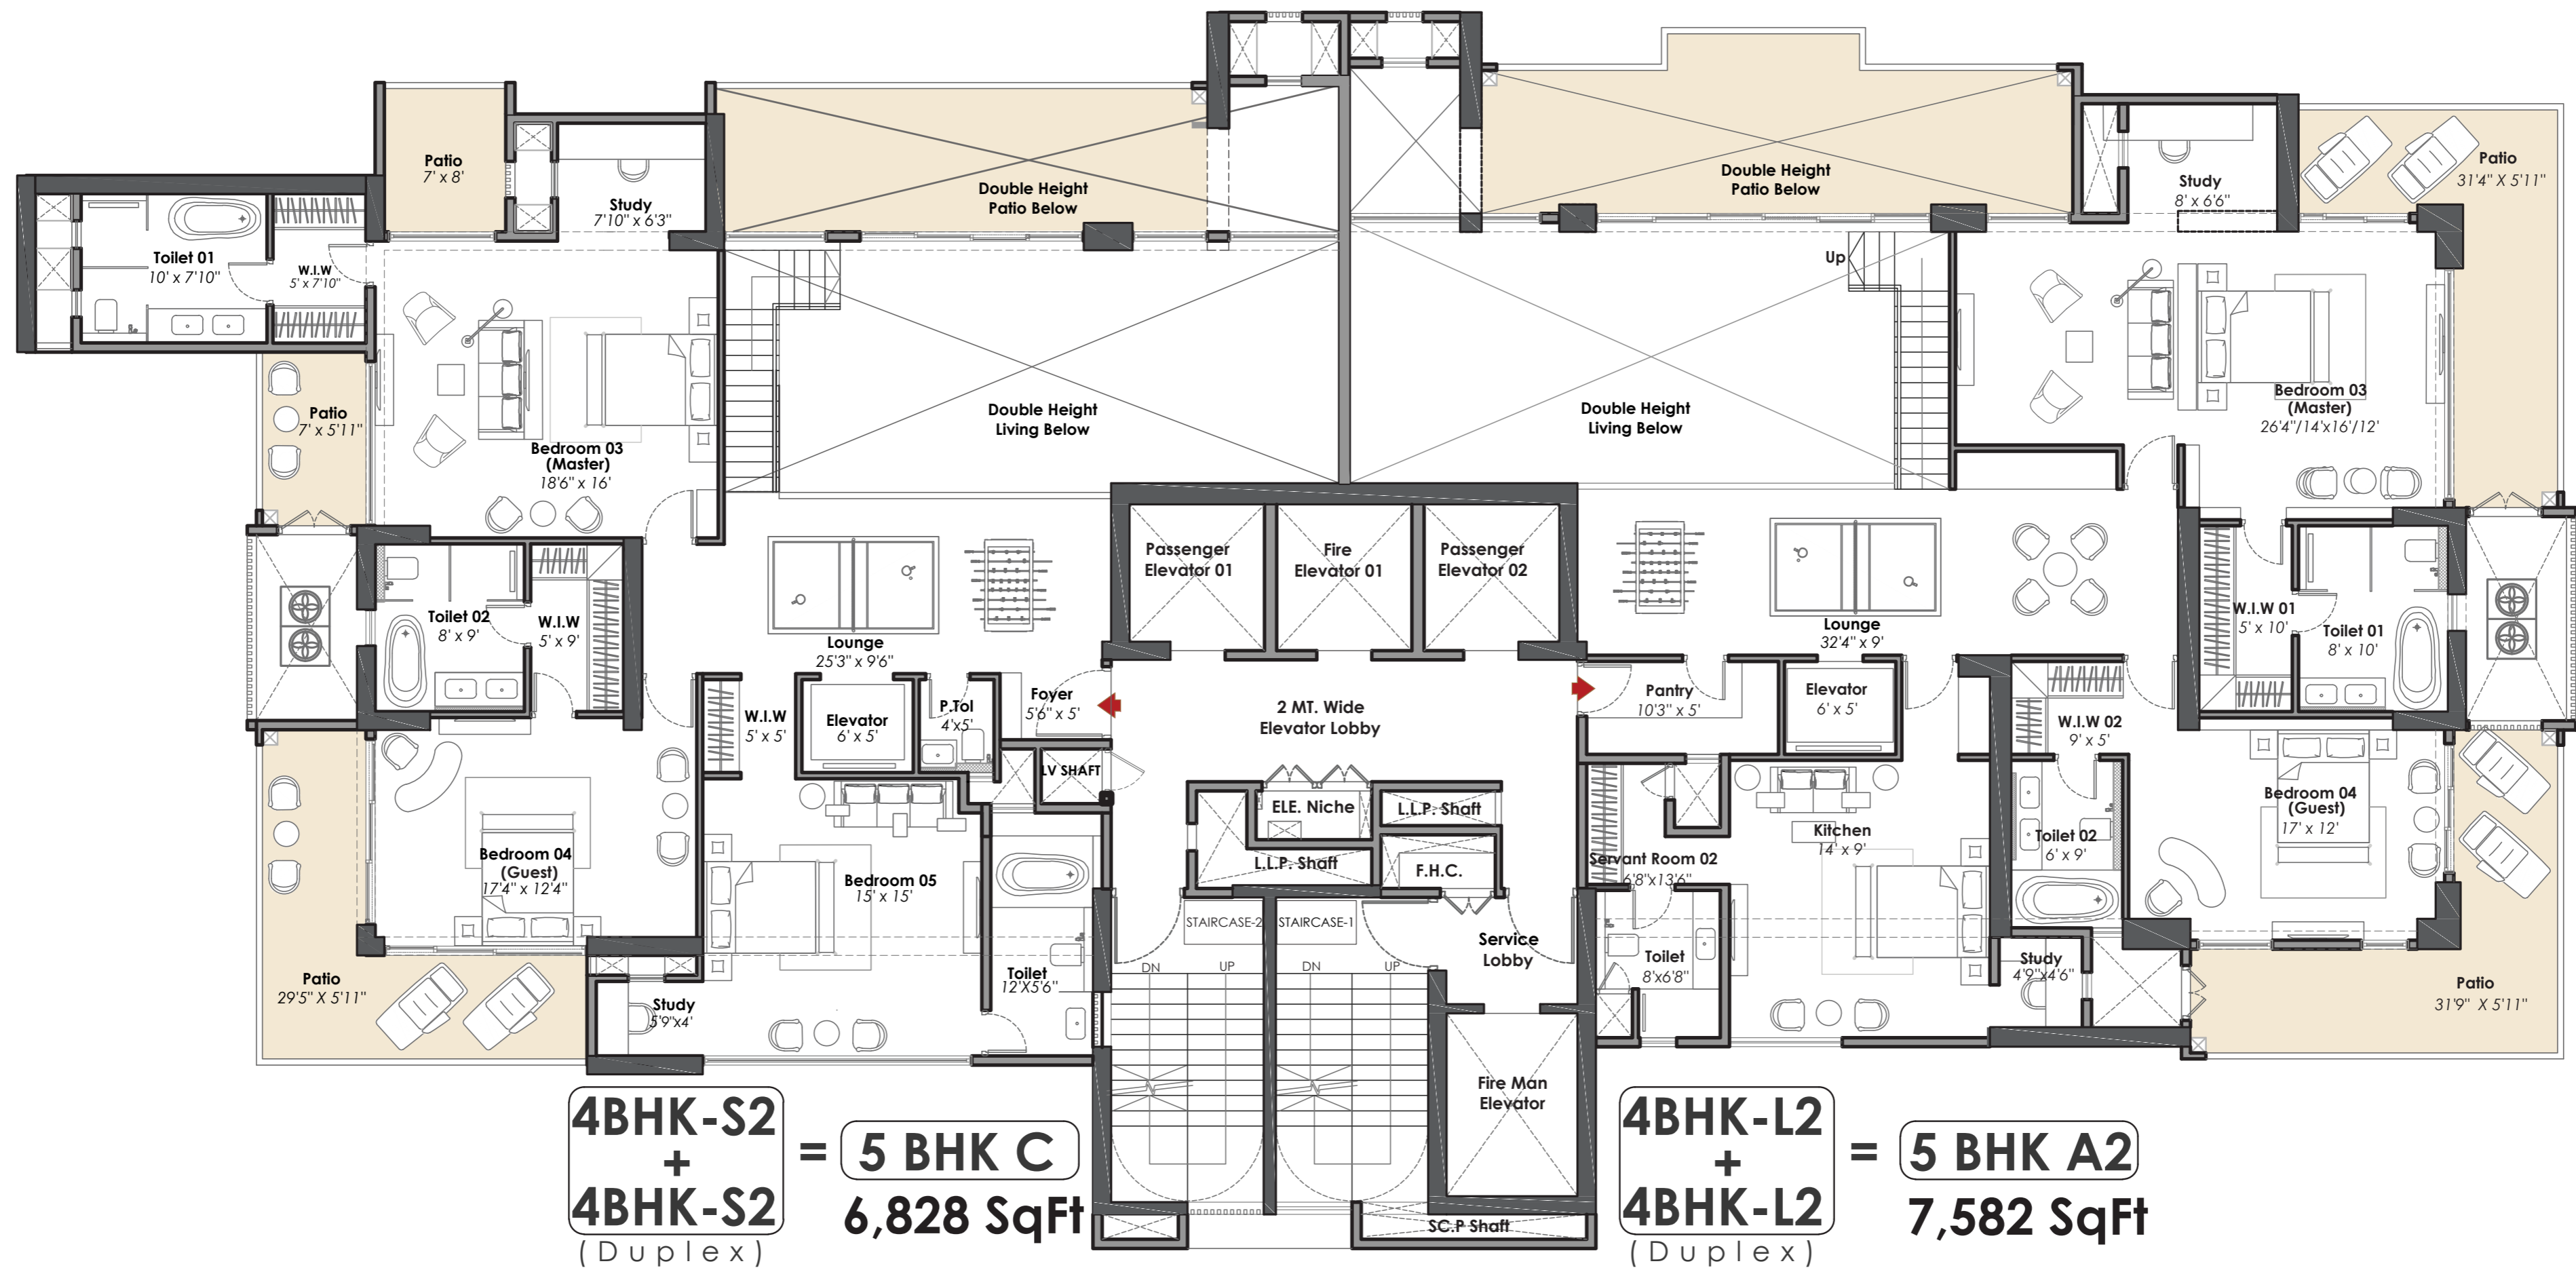 Patio
7' x 8'
Study
7'10" x 6'3"
Double Height
Patio Below
Double Height
Patio Below
Study
8' x 6'6"
Patio
31'4" X 5'11"
Toilet 01
10' x 7'10"
W.I.W
5' x 7'10"
Up
Patio
7' x 5'11"
Bedroom 03
(Master)
18'6" x 16'
Double Height
Living Below
Double Height
Living Below
Bedroom 03
(Master)
26'4"/14'x16'/12'
Passenger
Elevator 01
Fire
Elevator 01
Passenger
Elevator 02
Toilet 02
8' x 9'
W.I.W
5' x 9'
Lounge
25'3" x 9'6"
Lounge
32'4" x 9'
W.I.W 01
5' x 10'
Toilet 01
8' x 10'
W.I.W
5' x 5'
Elevator
6' x 5'
P.Tol
4'x5'
Foyer
5'6" x 5'
2 MT. Wide
Elevator Lobby
Pantry
10'3" x 5'
Elevator
6' x 5'
W.I.W 02
9' x 5'
LV SHAFT
ELE. Niche
L.L.P. Shaft
L.L.P. Shaft
F.H.C.
Servant Room 02
6'8"x13'6"
Kitchen
14' x 9'
Toilet 02
6' x 9'
Bedroom 04
(Guest)
17' x 12'
Bedroom 04
(Guest)
17'4" x 12'4"
Bedroom 05
15' x 15'
STAIRCASE-2
STAIRCASE-1
Service
Lobby
Toilet
8'x6'8"
Study
4'9"x4'6"
Patio
29'5" X 5'11"
Study
5'9"x4'
Toilet
12'X5'6"
DN
UP
DN
UP
Patio
31'9" X 5'11"
Fire Man
Elevator
SC.P Shaft
4BHK-S2
+
4BHK-S2
(Duplex)
= 5 BHK C
6,828 SqFt
4BHK-L2
+
4BHK-L2
(Duplex)
= 5 BHK A2
7,582 SqFt